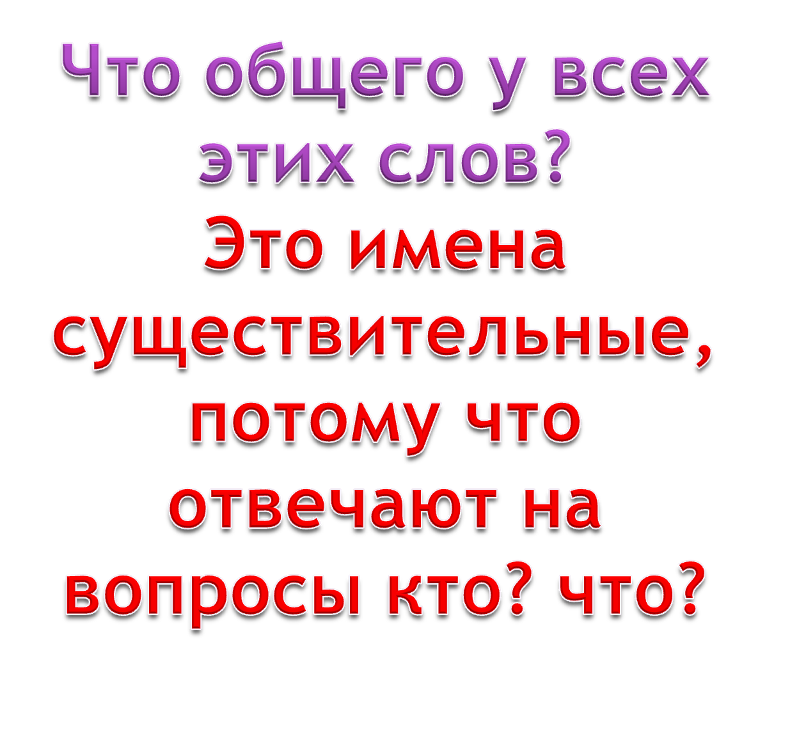 Что общего у всех
этих слов?
Это имена
существительные,
потому что
отвечают на
вопросы кто? что?